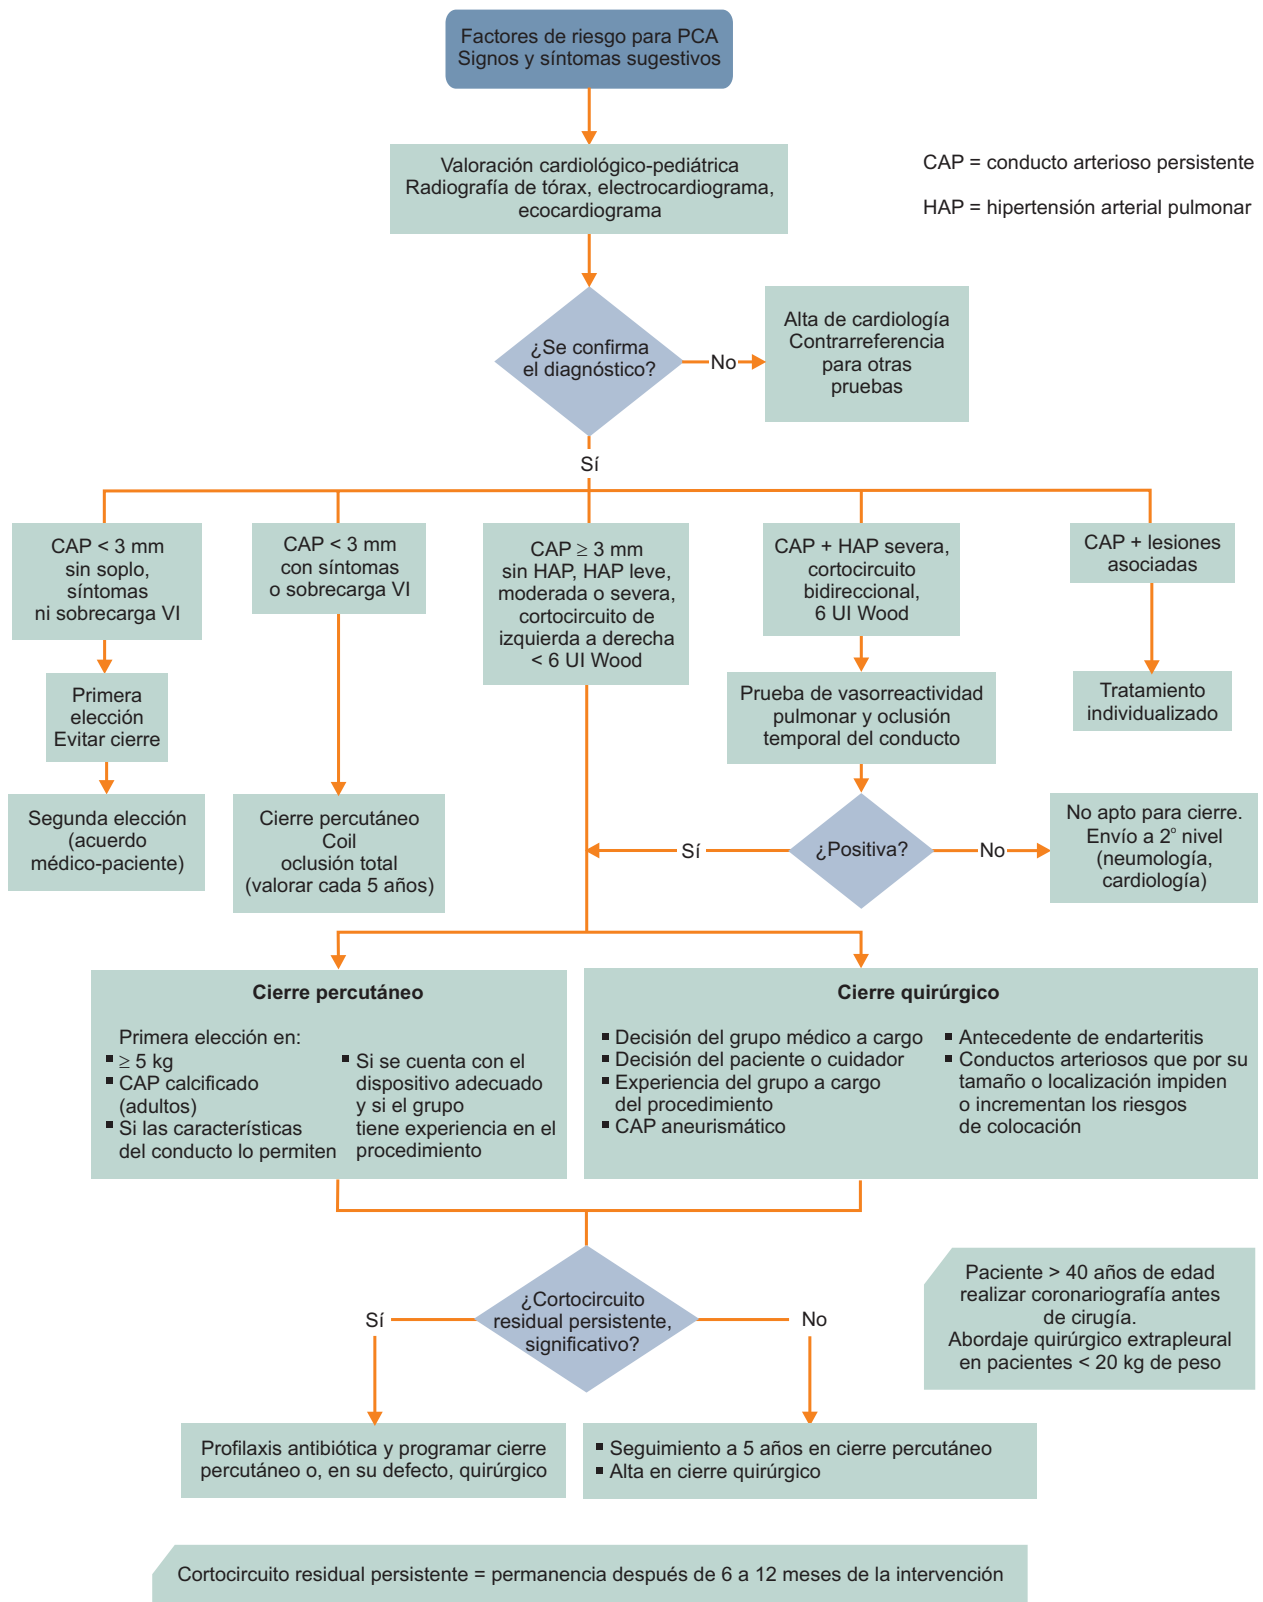 Factores de riesgo para PCA
Signos y síntomas sugestivos
Valoración cardiológico-pediátrica
Radiografía de tórax, electrocardiograma,
ecocardiograma
CAP = conducto arterioso persistente
HAP = hipertensión arterial pulmonar
¿Se confirma
el diagnóstico?
No
Alta de cardiología
Contrarreferencia
para otras
pruebas
Sí
CAP < 3 mm
sin soplo,
síntomas
ni sobrecarga VI
CAP < 3 mm
con síntomas
o sobrecarga VI
CAP ≥ 3 mm
sin HAP, HAP leve,
moderada o severa,
cortocircuito de
izquierda a derecha
< 6 UI Wood
CAP + HAP severa,
cortocircuito
bidireccional,
6 UI Wood
CAP + lesiones
asociadas
Primera
elección
Evitar cierre
Prueba de vasorreactividad
pulmonar y oclusión
temporal del conducto
Tratamiento
individualizado
Segunda elección
(acuerdo
médico-paciente)
Cierre percutáneo
Coil
oclusión total
(valorar cada 5 años)
Sí
¿Positiva?
No
No apto para cierre.
Envío a 2° nivel
(neumología,
cardiología)
Cierre percutáneo
Primera elección en:
▪ ≥ 5 kg
▪ CAP calcificado
(adultos)
▪ Si las características
del conducto lo permiten
▪ Si se cuenta con el
dispositivo adecuado
y si el grupo
tiene experiencia en el
procedimiento
Cierre quirúrgico
▪ Decisión del grupo médico a cargo
▪ Decisión del paciente o cuidador
▪ Experiencia del grupo a cargo
del procedimiento
▪ CAP aneurismático
▪ Antecedente de endarteritis
▪ Conductos arteriosos que por su
tamaño o localización impiden
o incrementan los riesgos
de colocación
Sí
¿Cortocircuito
residual persistente,
significativo?
No
Paciente > 40 años de edad
realizar coronariografía antes
de cirugía.
Abordaje quirúrgico extrapleural
en pacientes < 20 kg de peso
Profilaxis antibiótica y programar cierre
percutáneo o, en su defecto, quirúrgico
▪ Seguimiento a 5 años en cierre percutáneo
▪ Alta en cierre quirúrgico
Cortocircuito residual persistente = permanencia después de 6 a 12 meses de la intervención